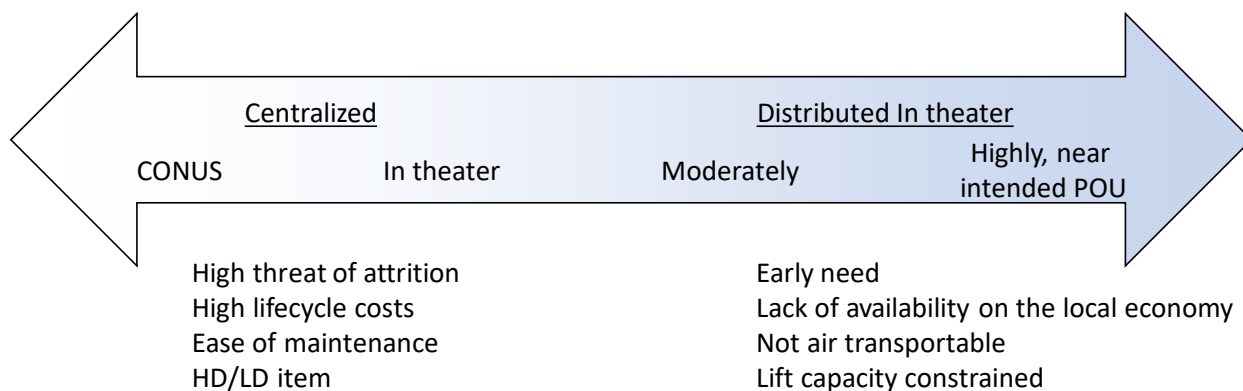 Centralized
Distributed In theater
CONUS
In theater
Moderately
Highly, near
intended POU
High threat of attrition
High lifecycle costs
Ease of maintenance
HD/LD item
Early need
Lack of availability on the local economy
Not air transportable
Lift capacity constrained